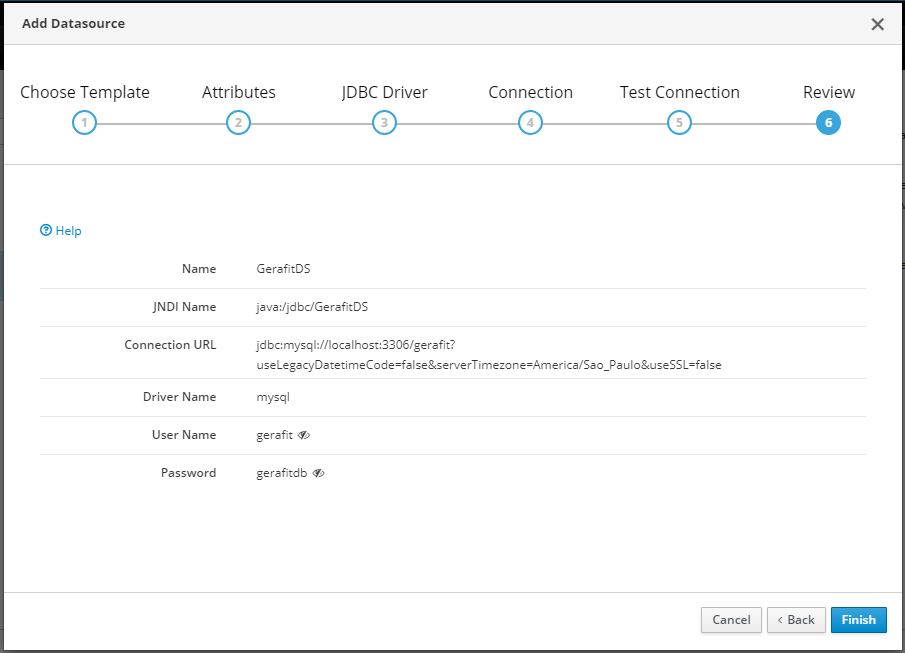 Add Datasource
Choose Template Attributes JDBC Driver Connection Test Connection Review
1 2 3 4 5 6
Help
Name GerafitDS
JNDI Name java:/jdbc/GerafitDS
Connection URL jdbc:mysql://localhost:3306/gerafit?
useLegacyDatetimeCode=false&serverTimezone=America/Sao_Paulo&useSSL=false
Driver Name mysql
User Name gerafit
Password gerafitdb
Cancel < Back Finish